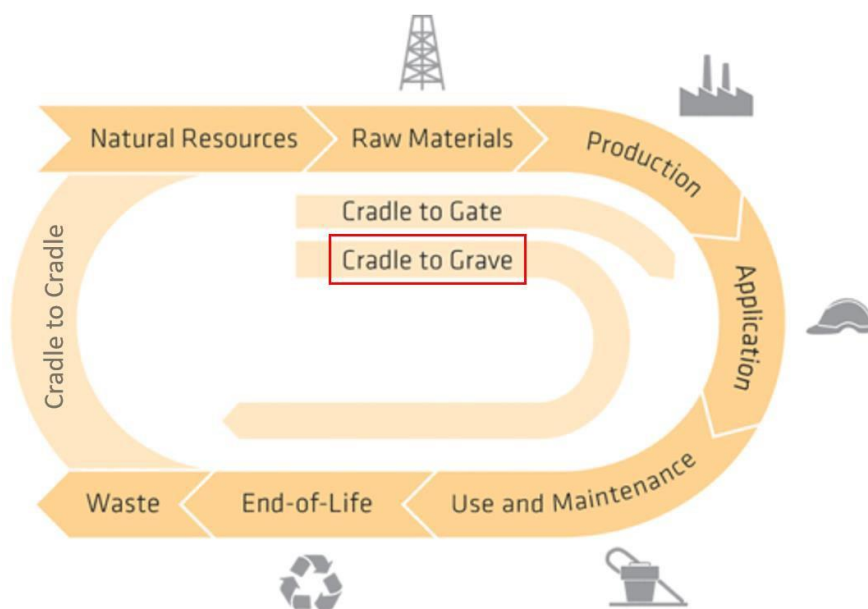 Natural Resources
Raw Materials
Production
Cradle to Gate
Cradle to Grave
Cradle to Cradle
Application
Use and Maintenance
End-of-Life
Waste